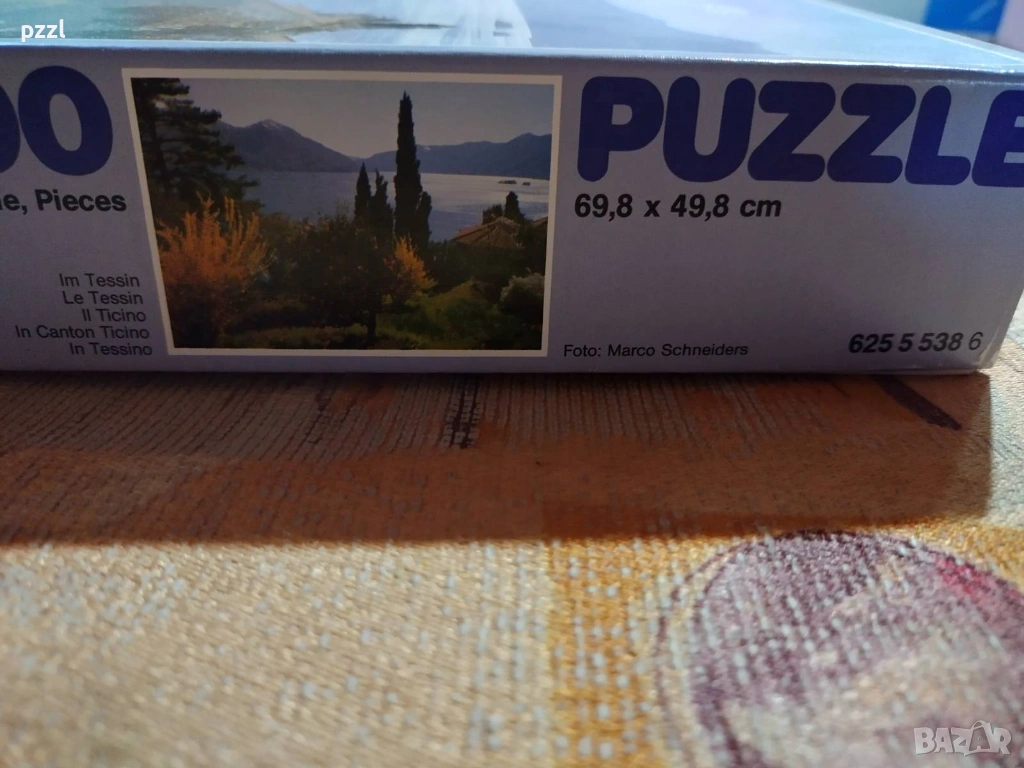 pzzl
00 PUZZLE
Pieces
69,8 x 49,8 cm
Im Tessin
Le Tessin
Il Ticino
In Canton Ticino
In Tessino
Foto: Marco Schneiders
625 5 538 6
BAZAR